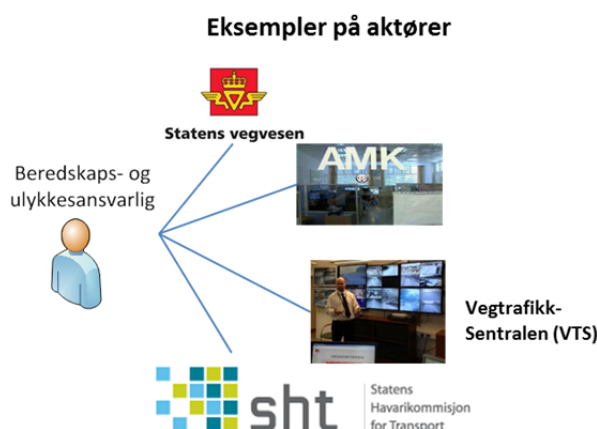 Eksempler på aktører
Statens vegvesen
AMK
Beredskaps- og
ulykkesansvarlig
Vegtrafikk-
Sentralen (VTS)
sht
Statens
Havarikommisjon
for Transport